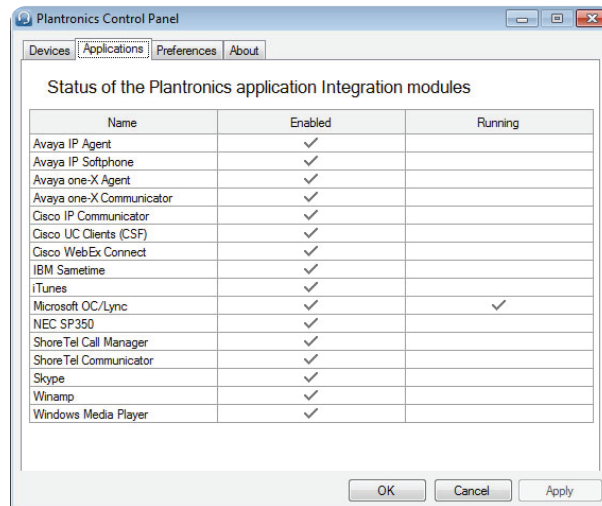 Plantronics Control Panel
Devices Applications Preferences About
Status of the Plantronics application Integration modules
Name Enabled Running
Avaya IP Agent
Avaya IP Softphone
Avaya one-X Agent
Avaya one-X Communicator
Cisco IP Communicator
Cisco UC Clients (CSF)
Cisco WebEx Connect
IBM Sametime
iTunes
Microsoft OC/Lync
NEC SP350
ShoreTel Call Manager
ShoreTel Communicator
Skype
Winamp
Windows Media Player
OK Cancel Apply